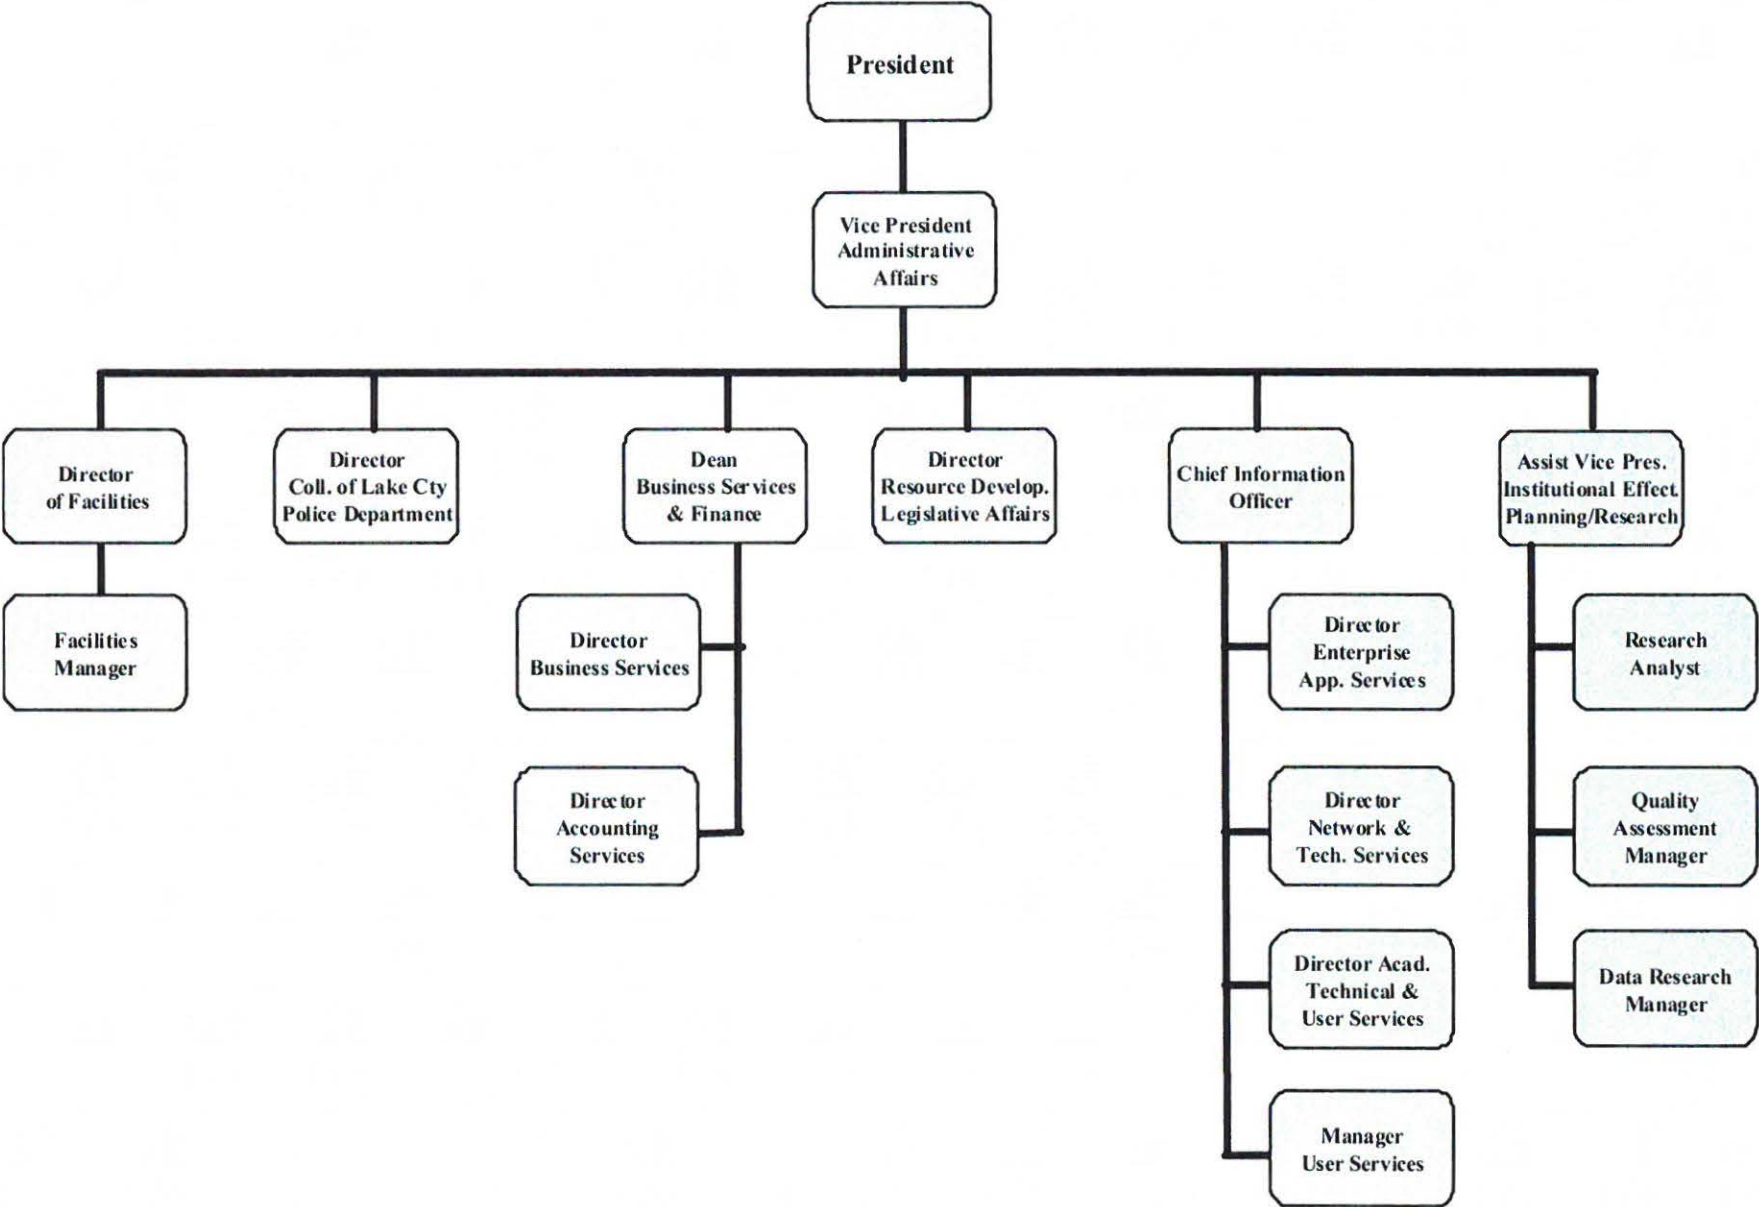 President
Vice President
Administrative
Affairs
Director
of Facilities
Director
Coll. of Lake Cty
Police Department
Dean
Business Services
& Finance
Director
Resource Develop.
Legislative Affairs
Chief Information
Officer
Assist Vice Pres.
Institutional Effect.
Planning/Research
Facilities
Manager
Director
Business Services
Director
Accounting
Services
Director
Enterprise
App. Services
Director
Network &
Tech. Services
Director Acad.
Technical &
User Services
Manager
User Services
Research
Analyst
Quality
Assessment
Manager
Data Research
Manager